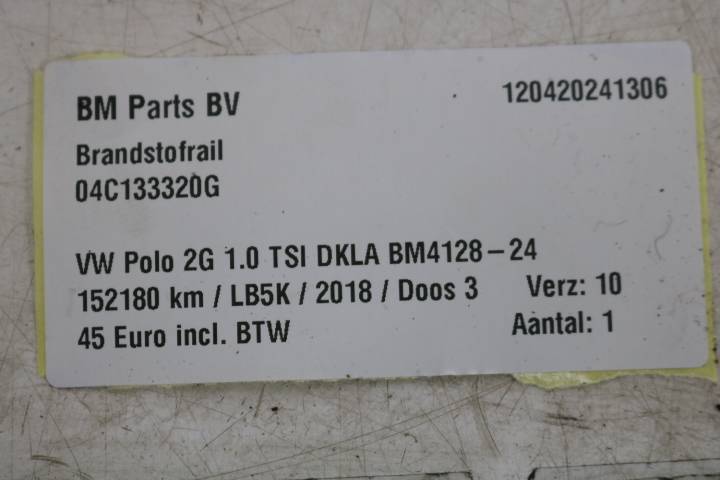 BM Parts BV 120420241306
Brandstofrail
04C133320G
VW Polo 2G 1.0 TSI DKLA BM4128-24
152180 km / LB5K / 2018 / Doos 3 Verz: 10
45 Euro incl. BTW Aantal: 1